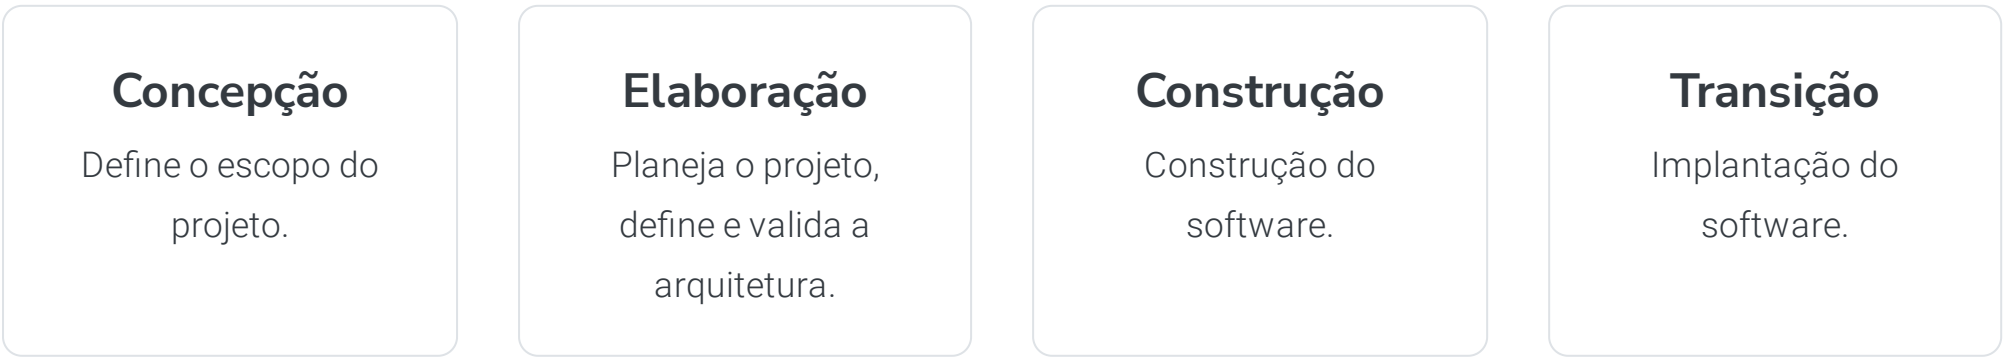 Concepção
Define o escopo do
projeto.
Elaboração
Planeja o projeto,
define e valida a
arquitetura.
Construção
Construção do
software.
Transição
Implantação do
software.